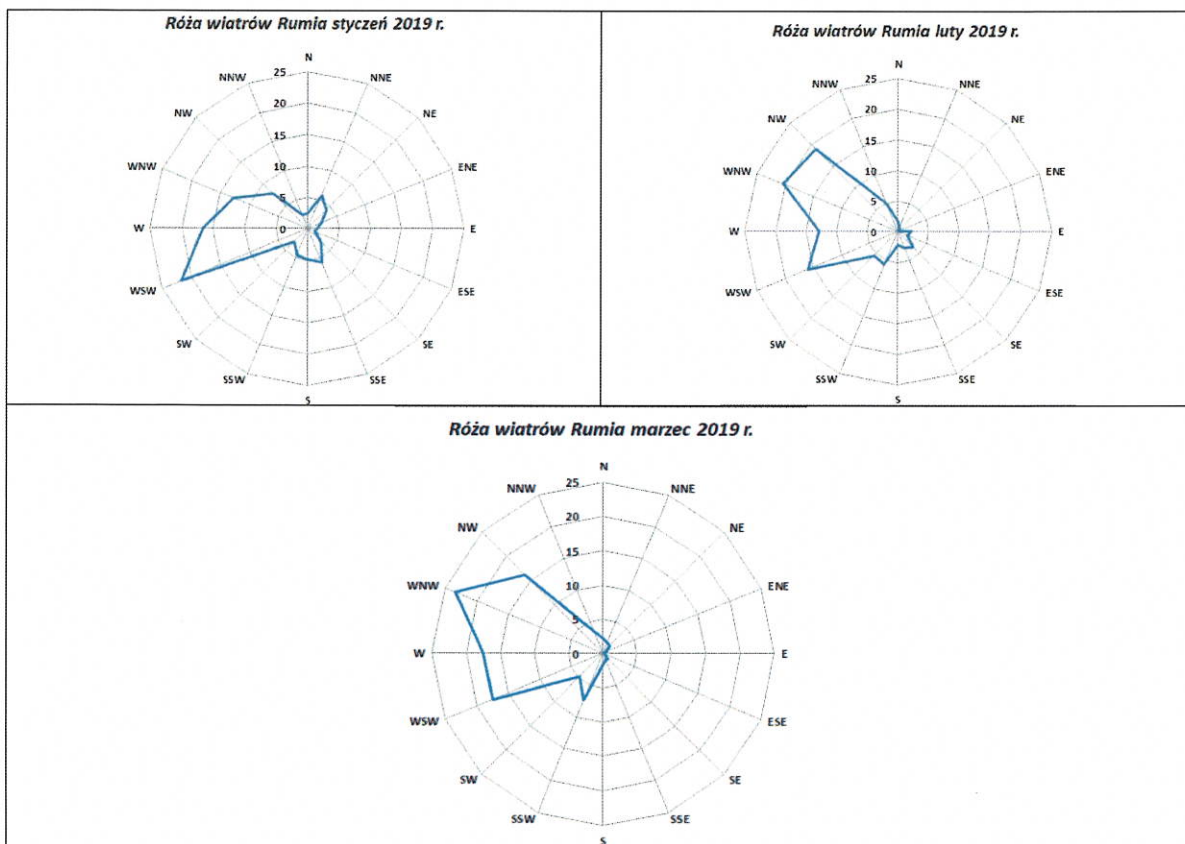 Róża wiatrów Rumia styczeń 2019 r.
N
NNE
NE
ENE
E
ESE
SE
SSE
S
SSW
SW
WSW
W
WNW
NW
NNW
25
20
15
10
5
0
Róża wiatrów Rumia luty 2019 r.
N
NNE
NE
ENE
E
ESE
SE
SSE
S
SSW
SW
WSW
W
WNW
NW
NNW
25
20
15
10
5
0
Róża wiatrów Rumia marzec 2019 r.
N
NNE
NE
ENE
E
ESE
SE
SSE
S
SSW
SW
WSW
W
WNW
NW
NNW
25
20
15
10
5
0